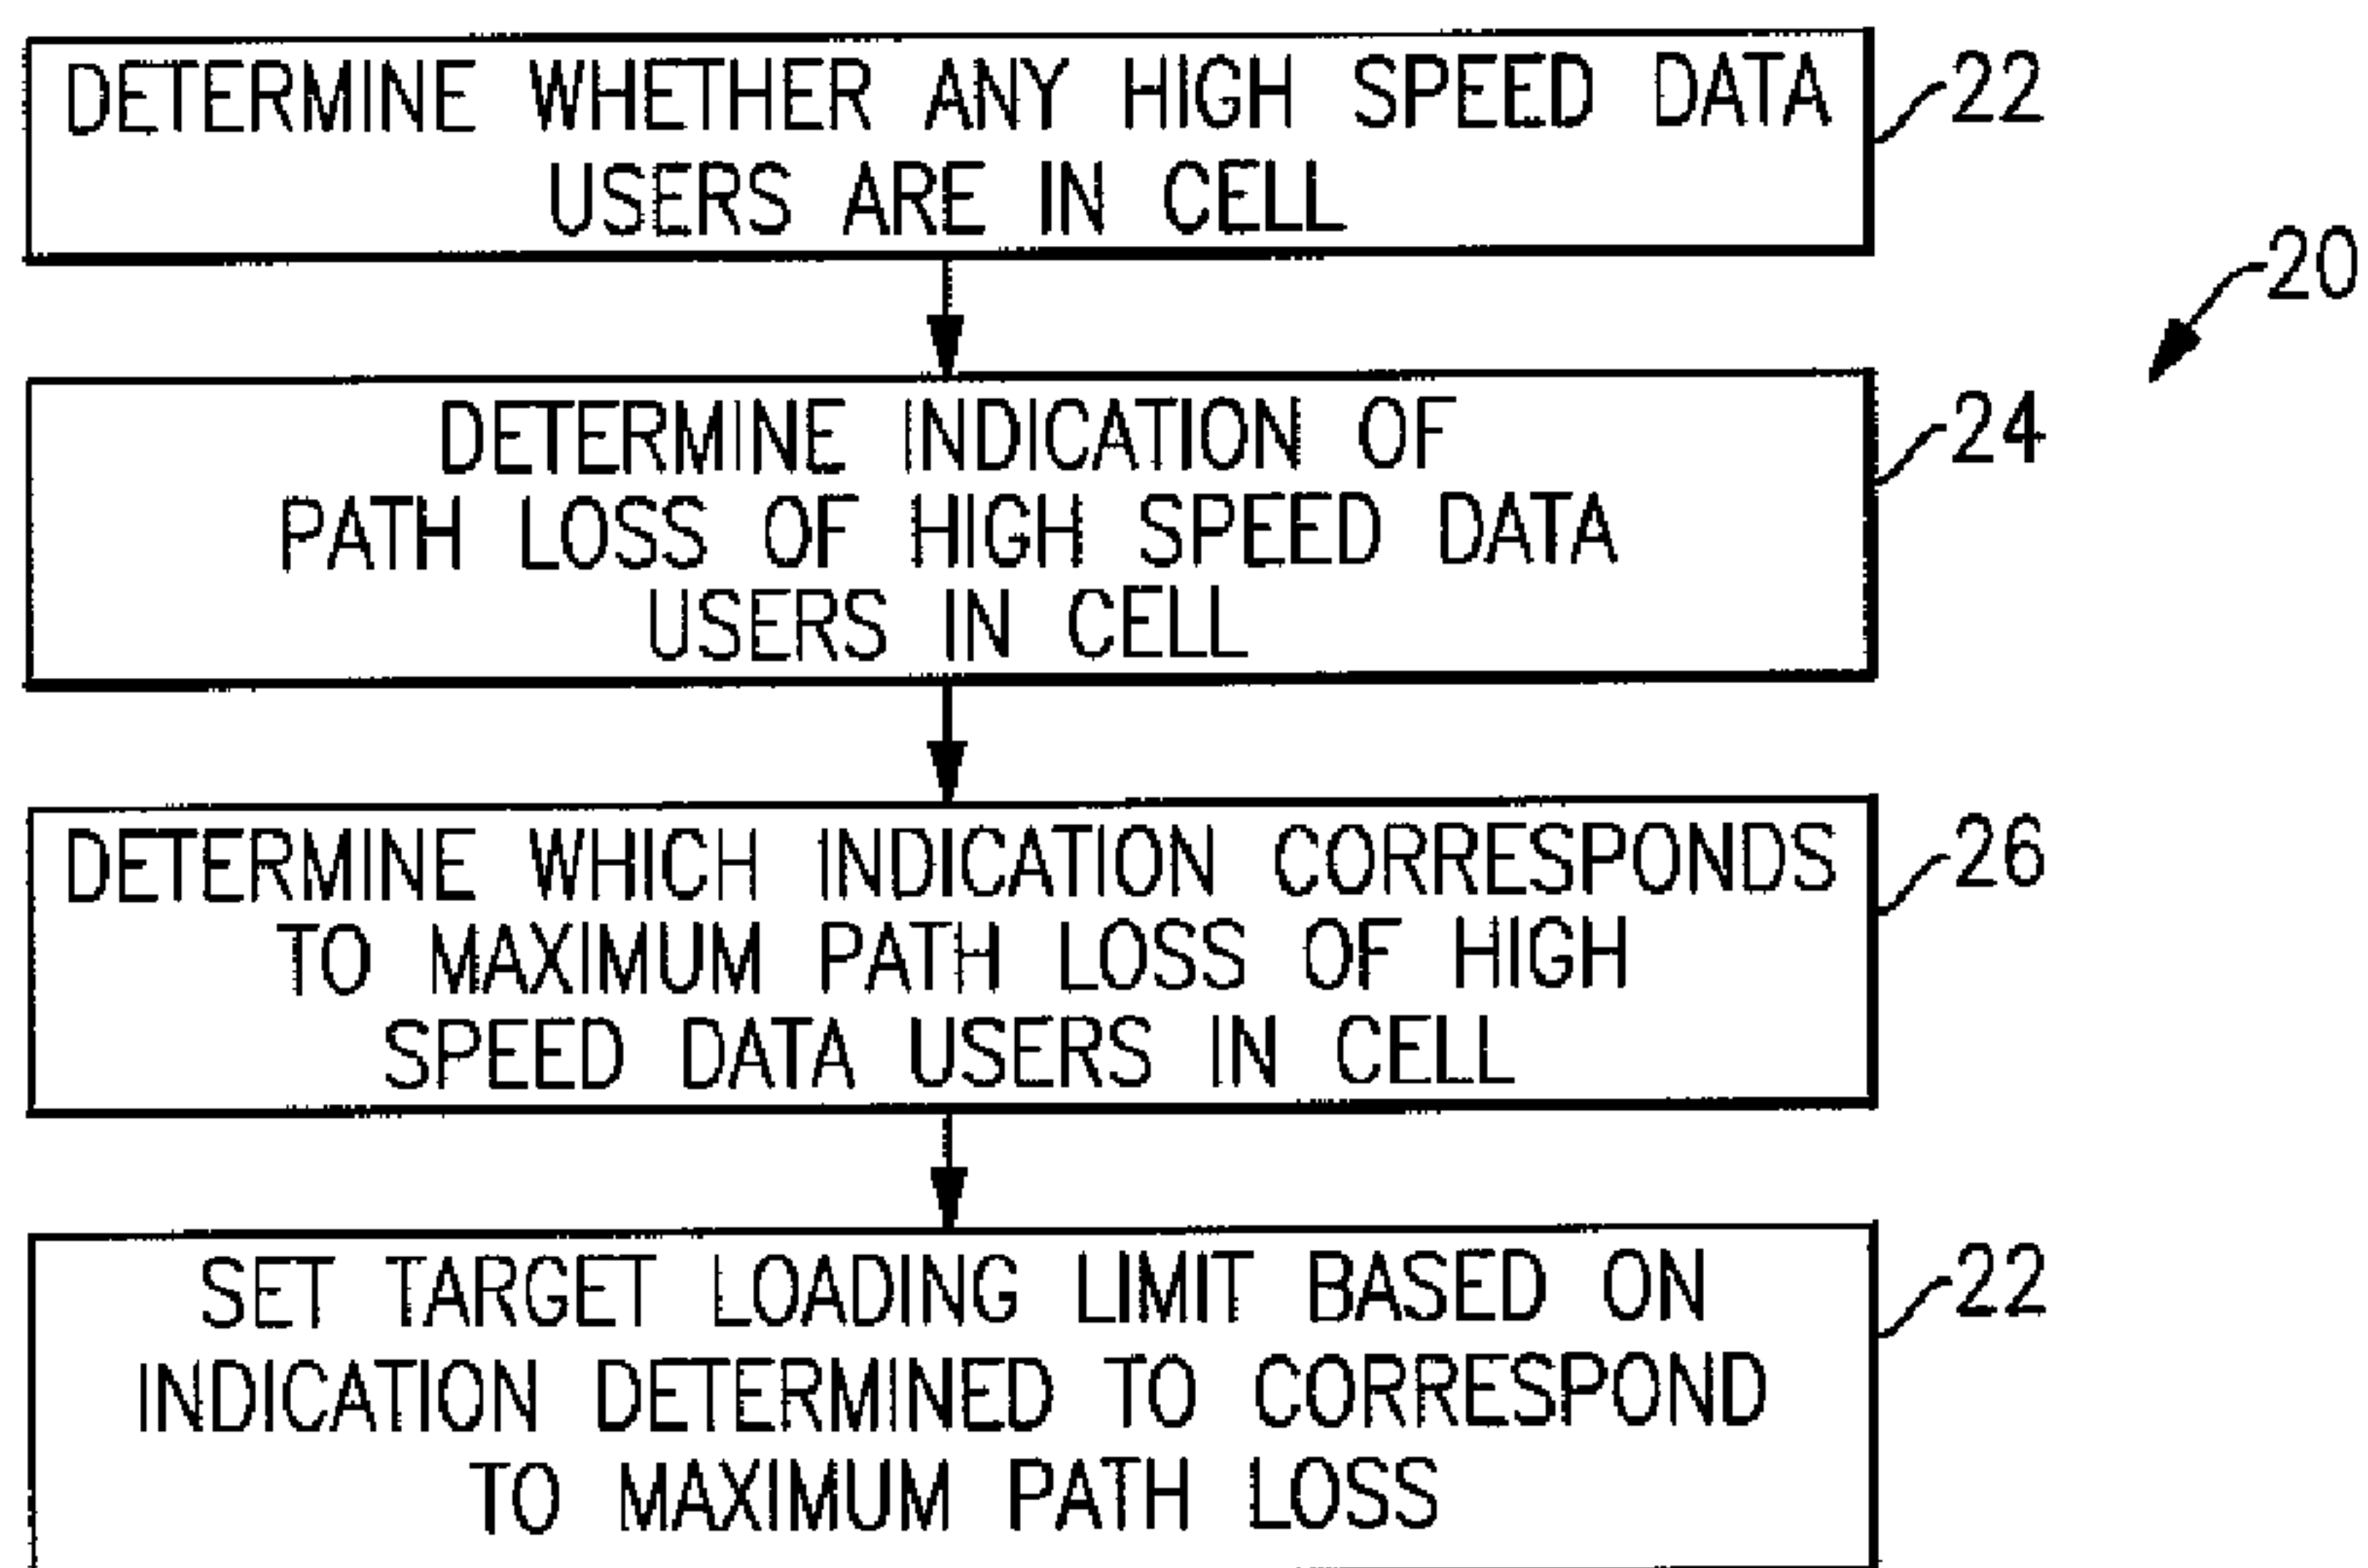 DETERMINE WHETHER ANY HIGH SPEED DATA
USERS ARE IN CELL
22
20
DETERMINE INDICATION OF
PATH LOSS OF HIGH SPEED DATA
USERS IN CELL
24
DETERMINE WHICH INDICATION CORRESPONDS
TO MAXIMUM PATH LOSS OF HIGH
SPEED DATA USERS IN CELL
26
SET TARGET LOADING LIMIT BASED ON
INDICATION DETERMINED TO CORRESPOND
TO MAXIMUM PATH LOSS
22